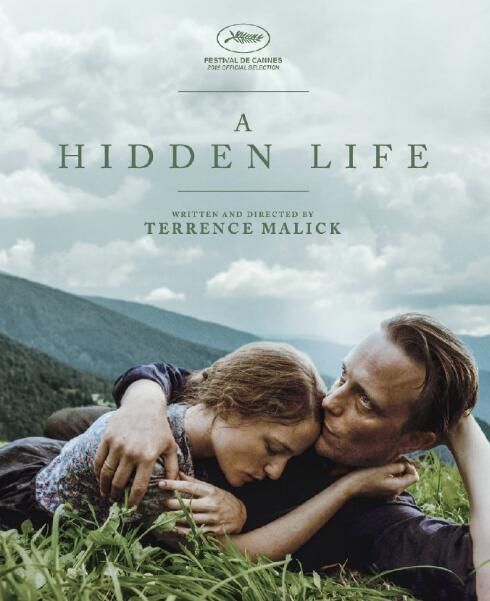 FESTIVAL DE CANNES
2019 OFFICIAL SELECTION
A
HIDDEN LIFE
WRITTEN AND DIRECTED BY
TERRENCE MALICK